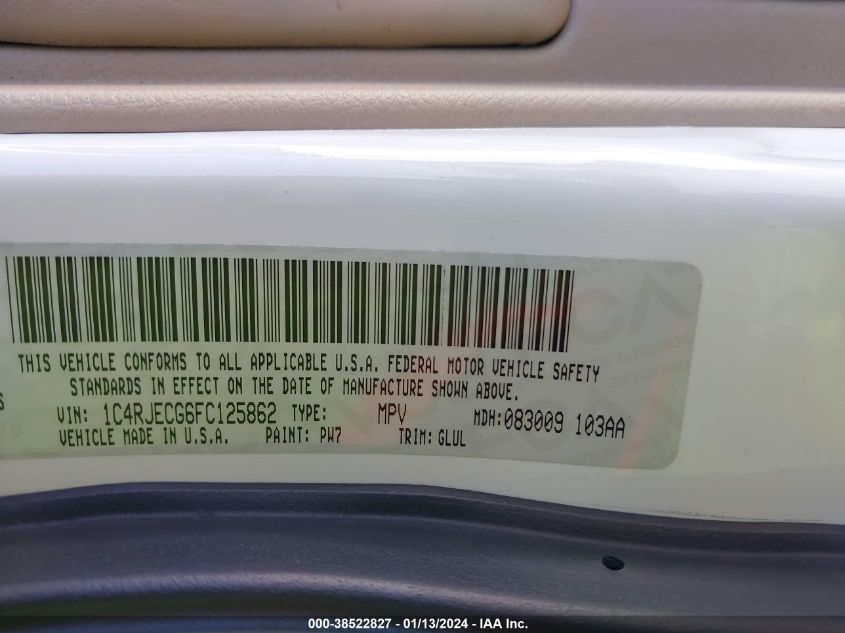 THIS VEHICLE CONFORMS TO ALL APPLICABLE U.S.A. FEDERAL MOTOR VEHICLE SAFETY
STANDARDS IN EFFECT ON THE DATE OF MANUFACTURE SHOWN ABOVE.
VIN: 1C4RJECG6FC125862 TYPE: MPV MDH:083009 103AA
VEHICLE MADE IN U.S.A. PAINT: PW7 TRIM: GLUL
000-38522827 - 01/13/2024 - IAA Inc.